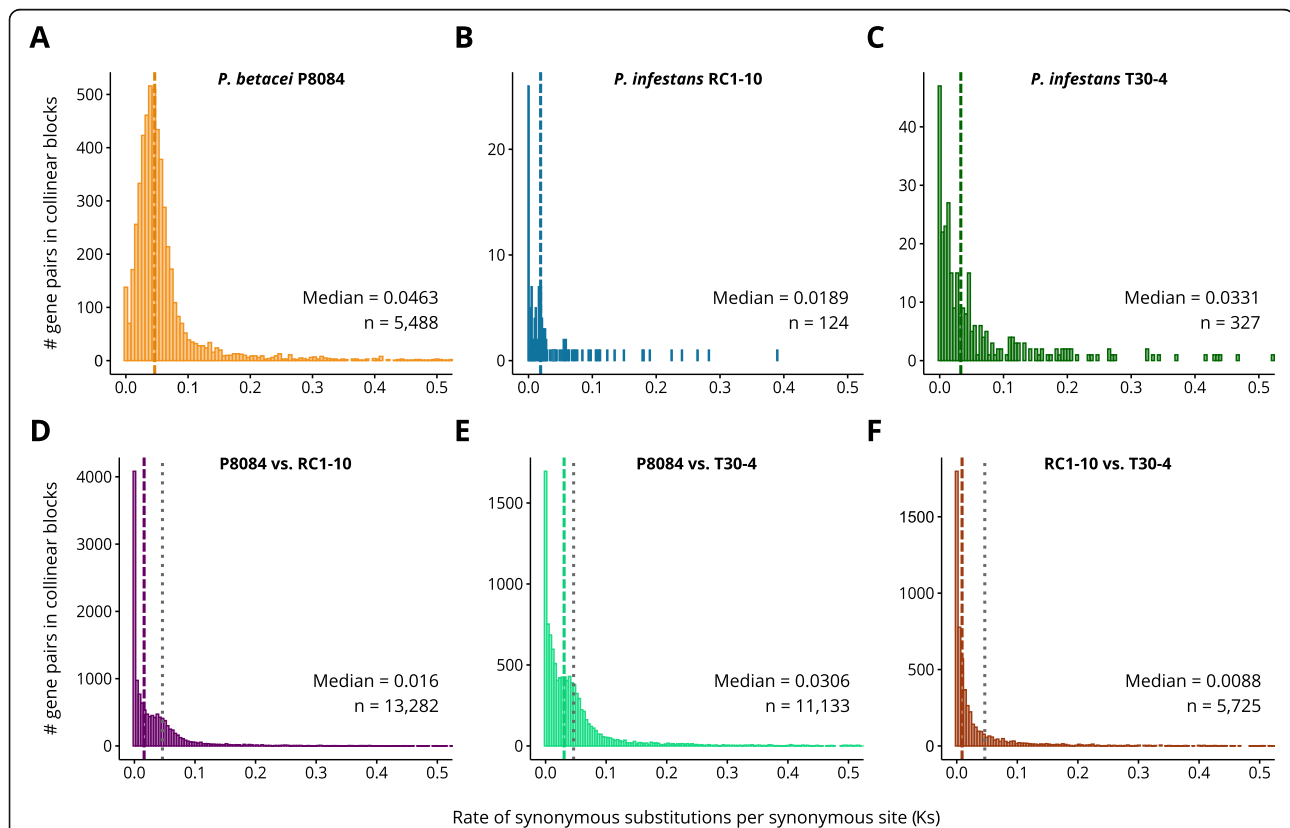 A
B
C
P. betacei P8084
P. infestans RC1-10
P. infestans T30-4
# gene pairs in collinear blocks
500
400
300
200
100
0
Median = 0.0463
n = 5,488
0.0 0.1 0.2 0.3 0.4 0.5
20
10
0
Median = 0.0189
n = 124
0.0 0.1 0.2 0.3 0.4 0.5
40
30
20
10
0
Median = 0.0331
n = 327
0.0 0.1 0.2 0.3 0.4 0.5
D
E
F
P8084 vs. RC1-10
P8084 vs. T30-4
RC1-10 vs. T30-4
# gene pairs in collinear blocks
4000
3000
2000
1000
0
Median = 0.016
n = 13,282
0.0 0.1 0.2 0.3 0.4 0.5
1500
1000
500
0
Median = 0.0306
n = 11,133
0.0 0.1 0.2 0.3 0.4 0.5
1500
1000
500
0
Median = 0.0088
n = 5,725
0.0 0.1 0.2 0.3 0.4 0.5
Rate of synonymous substitutions per synonymous site (Ks)